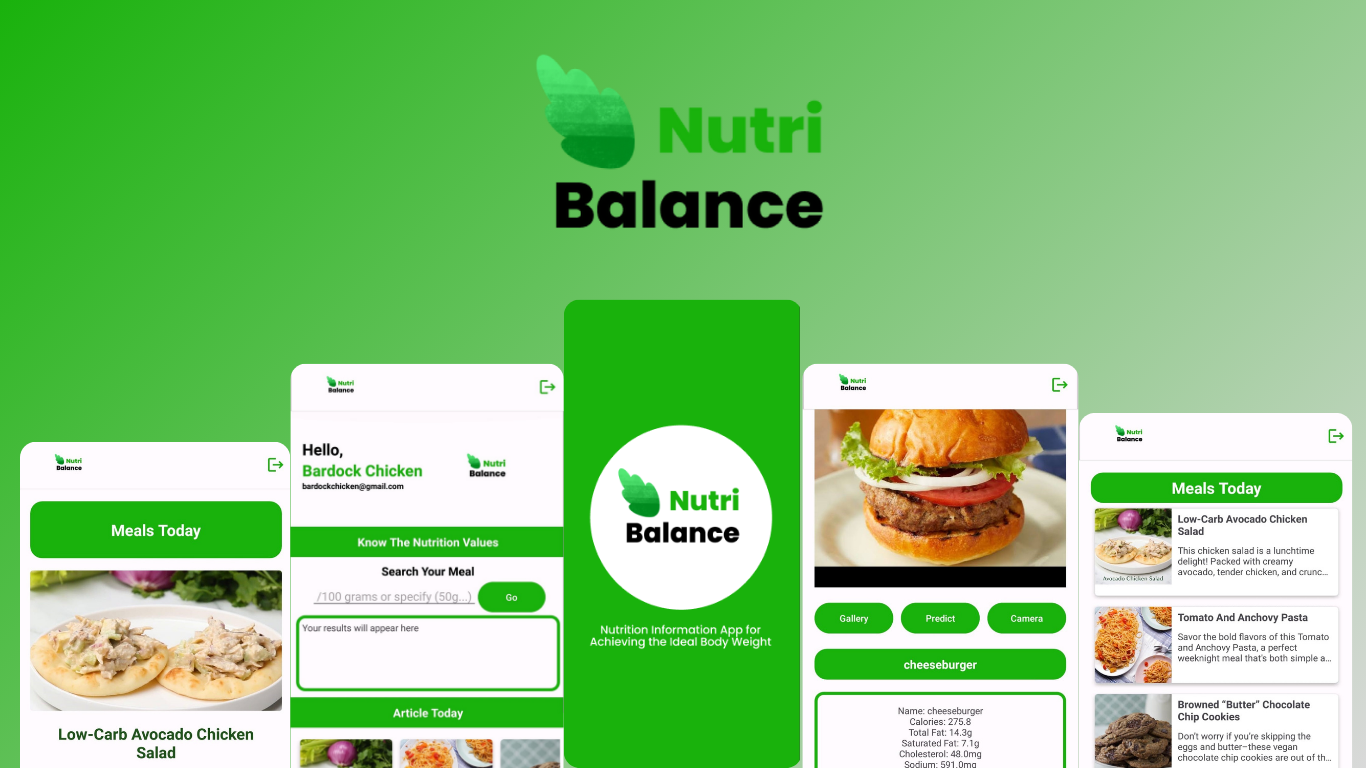 Nutri
Balance
Nutri
Balance
Meals Today
Low-Carb Avocado Chicken
Salad
Nutri
Balance
Hello,
Bardock Chicken
bardockchicken@gmail.com
Nutri
Balance
Know The Nutrition Values
Search Your Meal
/100 grams or specify (50g...)
Go
Your results will appear here
Article Today
Nutri
Balance
Nutrition Information App for
Achieving the Ideal Body Weight
Nutri
Balance
Gallery
Predict
Camera
cheeseburger
Name: cheeseburger
Calories: 275.8
Total Fat: 14.3g
Saturated Fat: 7.1g
Cholesterol: 48.0mg
Sodium: 591.0mg
Nutri
Balance
Meals Today
Low-Carb Avocado Chicken
Salad
This chicken salad is a lunchtime
delight! Packed with creamy
avocado, tender chicken, and crunc...
Avocado Chicken Salad
Tomato And Anchovy Pasta
Savor the bold flavors of this Tomato
and Anchovy Pasta, a perfect
weeknight meal that's both simple a...
Browned “Butter” Chocolate
Chip Cookies
Don’t worry if you’re skipping the
eggs and butter–these vegan
chocolate chip cookies are out of th...